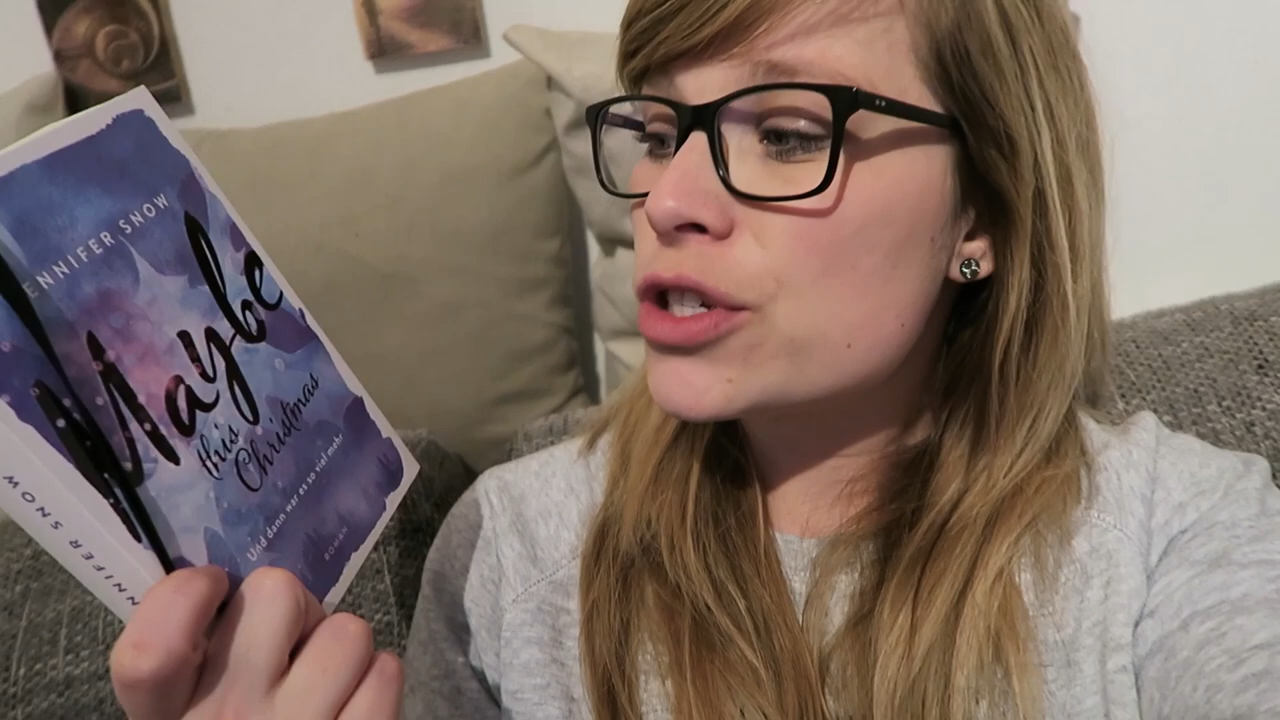 ENNIFER SNOW
Maybe
this
Christmas
Und dann war es so viel mehr
ROMAN
NNIFER SNOW